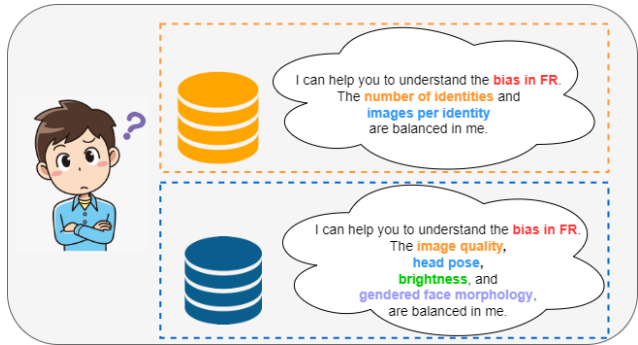 ?
I can help you to understand the bias in FR.
The number of identities and
images per identity
are balanced in me.
I can help you to understand the bias in FR.
The image quality,
head pose,
brightness, and
gendered face morphology,
are balanced in me.